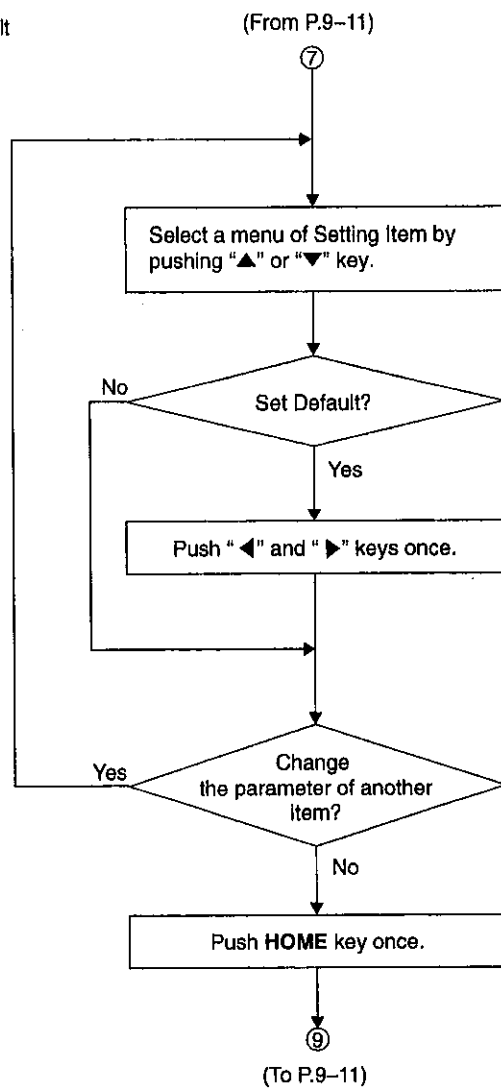 lt
(From P.9–11)
⑦
Select a menu of Setting Item by
pushing “▲” or “▼” key.
No
Set Default?
Yes
Push “◀” and “▶” keys once.
Yes
Change
the parameter of another
item?
No
Push HOME key once.
⑨
(To P.9–11)